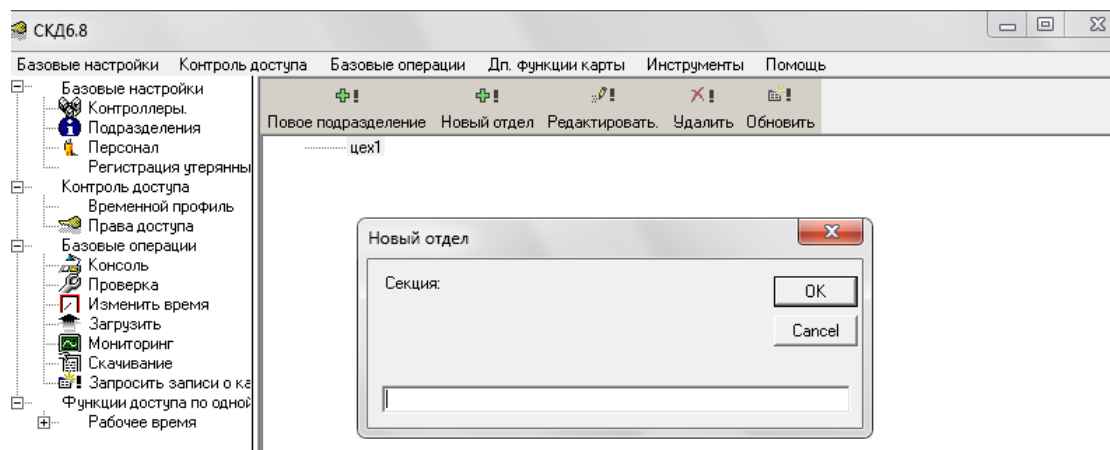 СКД6.8
Базовые настройки Контроль доступа Базовые операции Дп. функции карты Инструменты Помощь
Базовые настройки
Контроллеры.
Подразделения
Персонал
Регистрация утерянны
Контроль доступа
Временной профиль
Права доступа
Базовые операции
Консоль
Проверка
Изменить время
Загрузить
Мониторинг
Скачивание
Запросить записи о ка
Функции доступа по одной
Рабочее время
Повое подразделение Новый отдел Редактировать. Удалить Обновить
цех1
Новый отдел
Секция:
OK
Cancel